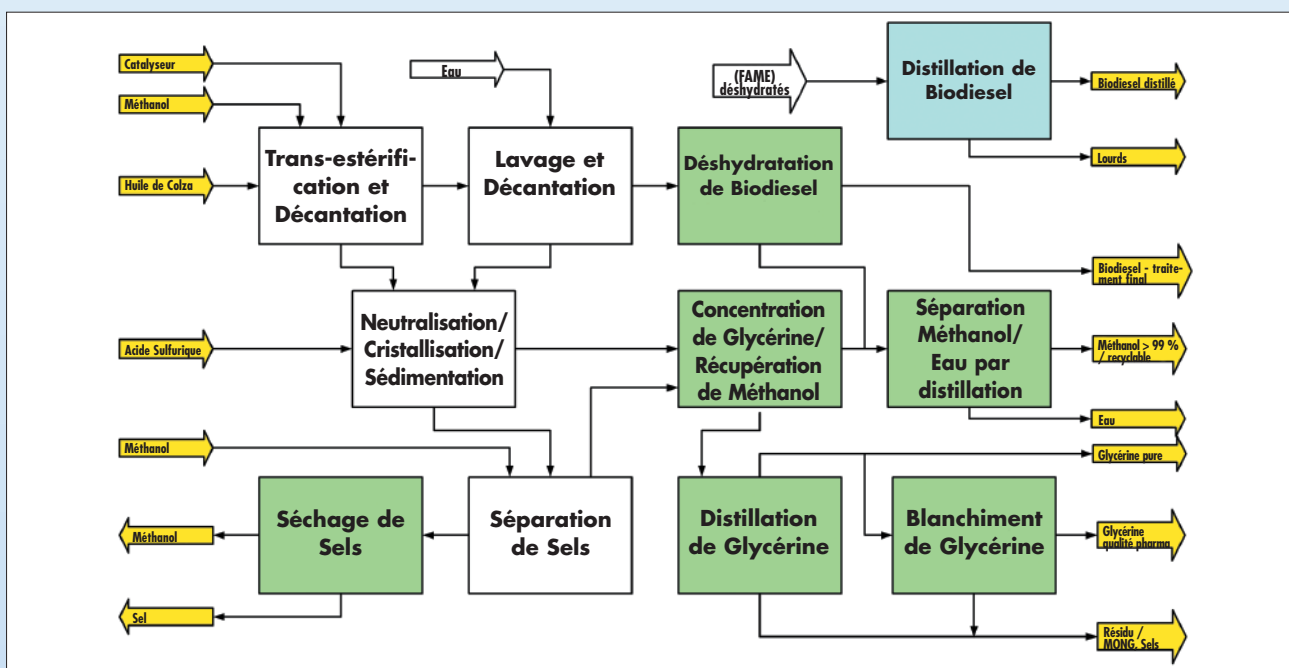 Catalyseur
Méthanol
Huile de Colza
Eau
(FAME)
déshydratés
Distillation de
Biodiesel
Biodiesel distillé
Lourds
Trans-estérifi-
cation et
Décantation
Lavage et
Décantation
Déshydratation
de Biodiesel
Biodiesel - traite-
ment final
Acide Sulfurique
Neutralisation/
Cristallisation/
Sédimentation
Concentration
de Glycérine/
Récupération
de Méthanol
Séparation
Méthanol/
Eau par
distillation
Méthanol > 99 %
/ recyclable
Eau
Méthanol
Glycérine pure
Méthanol
Sel
Séchage de
Sels
Séparation
de Sels
Distillation
de Glycérine
Blanchiment
de Glycérine
Glycérine
qualité pharma
Résidu /
MONG, Sels